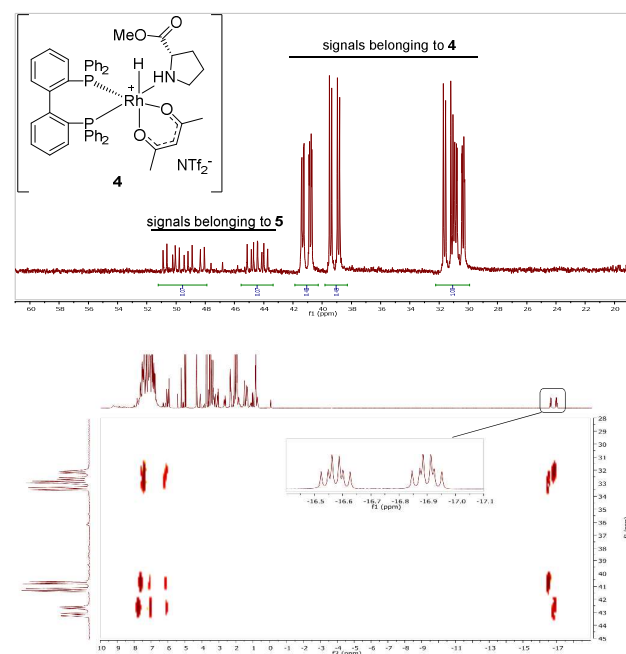 4
O
MeO
H
HN
Ph2
P
+
Rh
O
P
Ph2
O
NTf2-
4
signals belonging to 4
signals belonging to 5
60 58 56 54 52 50 48 46 44 42 40 38 36 34 32 30 28 26 24 22 20
f1 (ppm)
-16.5 -16.6 -16.7 -16.8 -16.9 -17.0 -17.1
f1 (ppm)
28
29
30
31
32
33
34
35
36
37
38
39
40
41
42
43
44
45
10 9 8 7 6 5 4 3 2 1 0 -1 -3 -5 -7 -9 -11 -13 -15 -17
f2 (ppm)